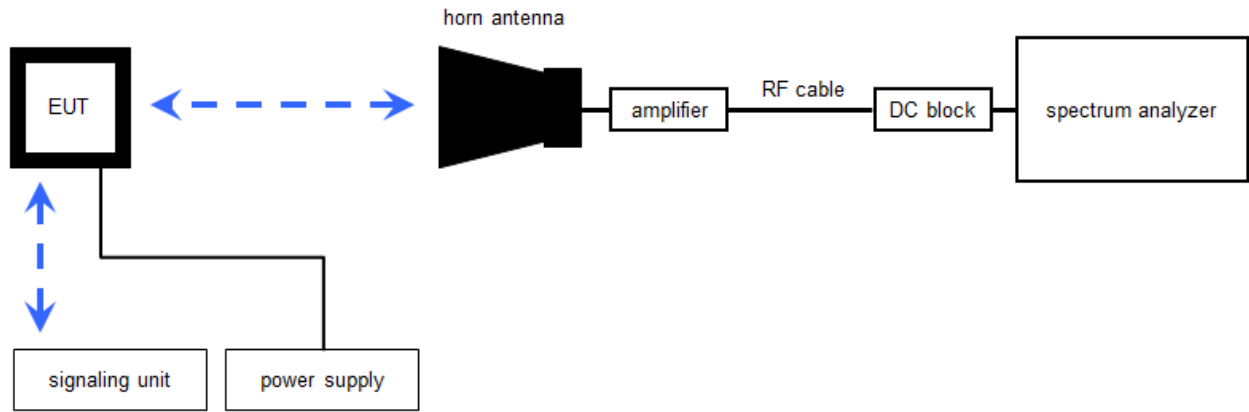 horn antenna
EUT
amplifier
RF cable
DC block
spectrum analyzer
signaling unit
power supply